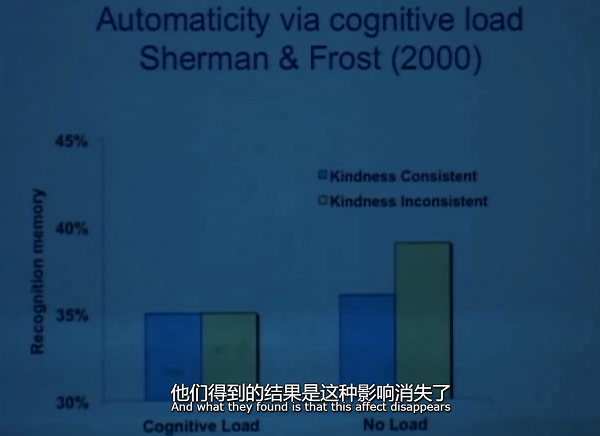 Automaticity via cognitive load
Sherman & Frost (2000)
45%
40%
35%
30%
Recognition memory
Kindness Consistent
Kindness Inconsistent
Cognitive Load
No Load
他们得到的结果是这种影响消失了
And what they found is that this affect disappears